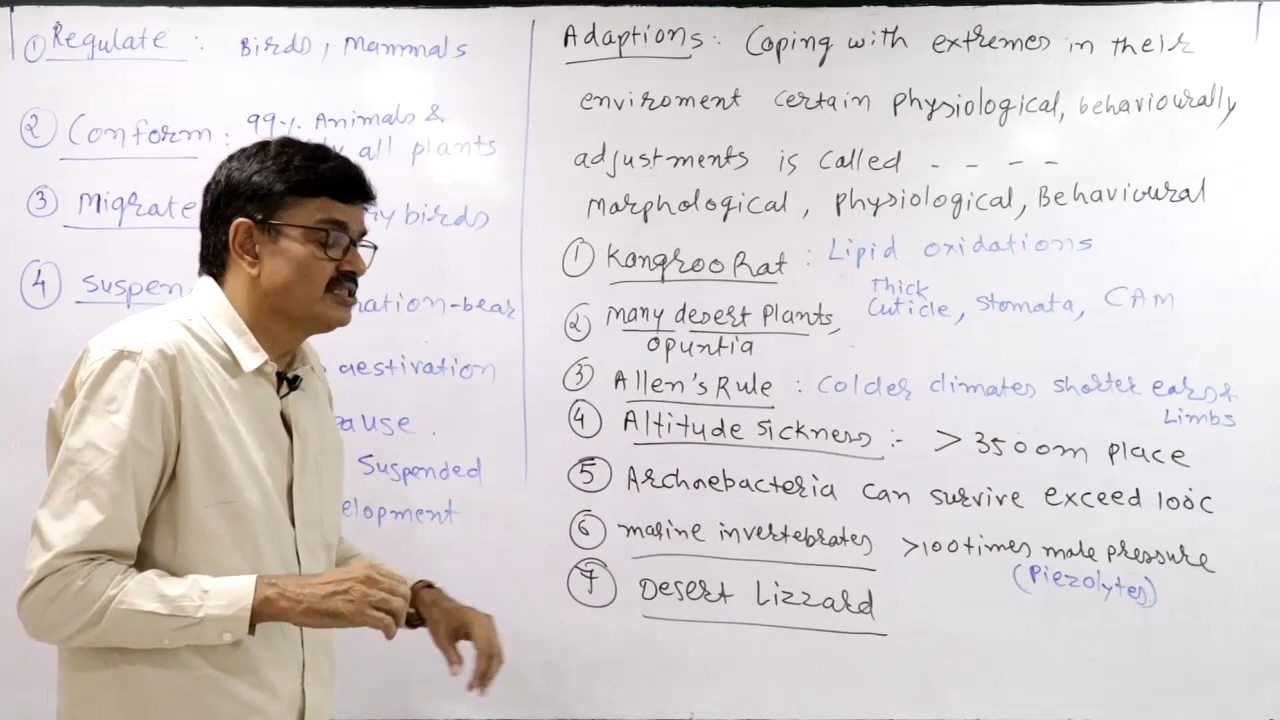 ① Regulate : Birds, Mammals
② Conform : 99% Animals &
all plants
③ Migrate birds
④ Suspen nation-bear
aestivation
pause.
Suspended
elopment
Adaptions : Coping with extremes in their
enviroment certain physiological, behaviourally
adjustments is called - - - -
Morphological, physiological, Behavioural
① Kangroo Rat : Lipid oxidations
② Many desert Plants, Thick Cuticle, Stomata, CAM
Opuntia
③ Allen's Rule : Colder climates shorter ears &
Limbs
④ Altitude Sickness :- > 3500m place
⑤ Archaebacteria can survive exceed 100°C
⑥ marine invertebrates >100times more pressure
(Piezolytes)
⑦ Desert Lizzard